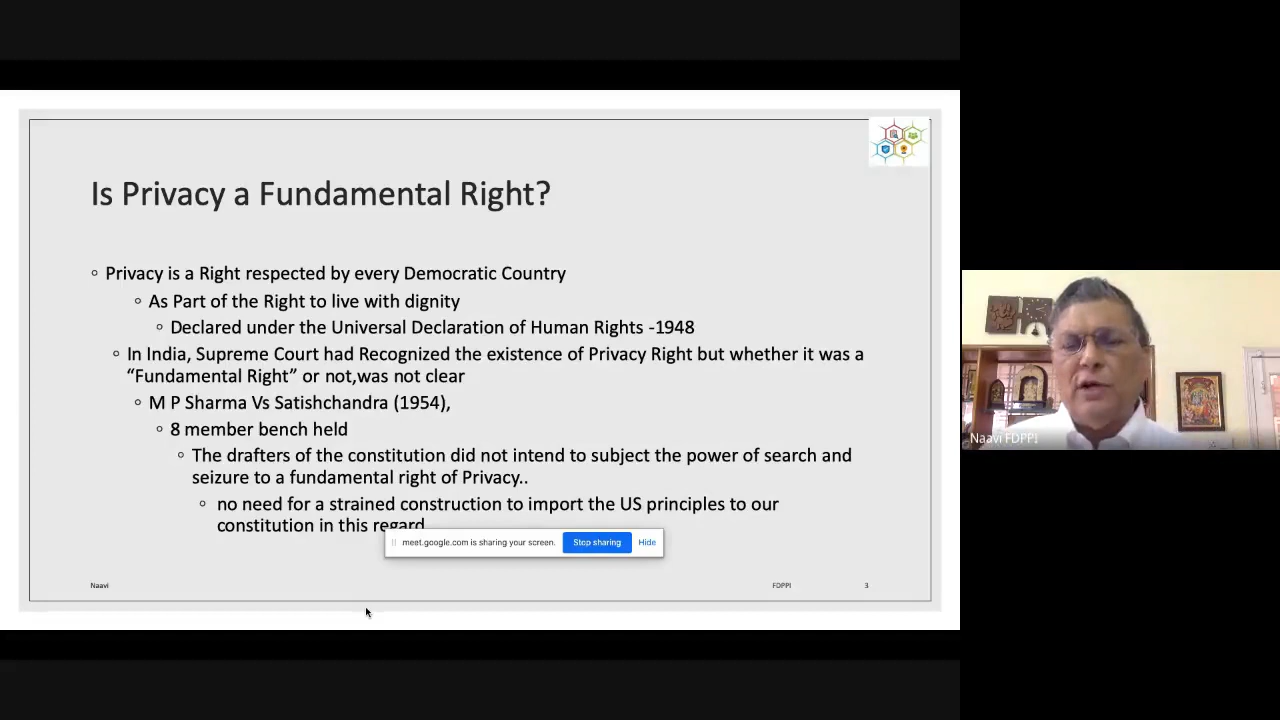 Is Privacy a Fundamental Right?
Privacy is a Right respected by every Democratic Country
As Part of the Right to live with dignity
Declared under the Universal Declaration of Human Rights -1948
In India, Supreme Court had Recognized the existence of Privacy Right but whether it was a
“Fundamental Right” or not,was not clear
M P Sharma Vs Satishchandra (1954),
8 member bench held
The drafters of the constitution did not intend to subject the power of search and
seizure to a fundamental right of Privacy..
no need for a strained construction to import the US principles to our
constitution in this regard
meet.google.com is sharing your screen. Stop sharing Hide
Naavi FDPPI 3
Naavi FDPPI